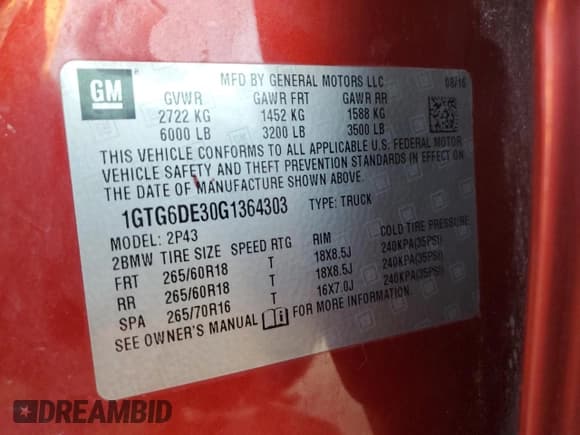 GM
MFD BY GENERAL MOTORS LLC 08/16
GVWR GAWR FRT GAWR RR
2722 KG 1452 KG 1588 KG
6000 LB 3200 LB 3500 LB
THIS VEHICLE CONFORMS TO ALL APPLICABLE U.S. FEDERAL MOTOR
VEHICLE SAFETY AND THEFT PREVENTION STANDARDS IN EFFECT ON
THE DATE OF MANUFACTURE SHOWN ABOVE.
1GTG6DE30G1364303 TYPE: TRUCK
MODEL: 2P43
2BMW TIRE SIZE SPEED RTG RIM COLD TIRE PRESSURE
FRT 265/60R18 T 18X8.5J 240KPA(35PSI)
RR 265/60R18 T 18X8.5J 240KPA(35PSI)
SPA 265/70R16 T 16X7.0J 240KPA(35PSI)
SEE OWNER'S MANUAL FOR MORE INFORMATION
DREAMBID